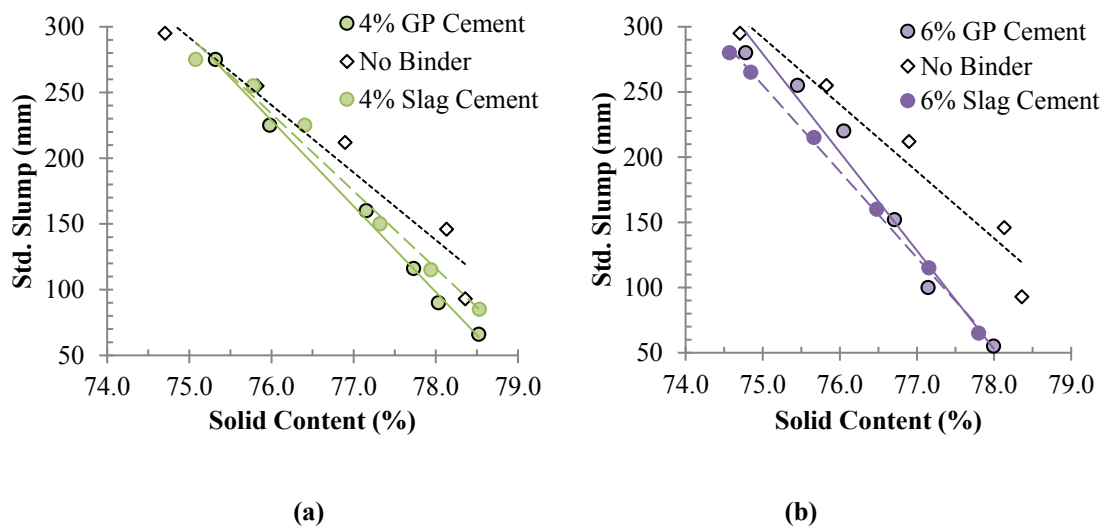 300
250
200
150
100
50
Std. Slump (mm)
4% GP Cement
No Binder
4% Slag Cement
74.0 75.0 76.0 77.0 78.0 79.0
Solid Content (%)
(a)
300
250
200
150
100
50
Std. Slump (mm)
6% GP Cement
No Binder
6% Slag Cement
74.0 75.0 76.0 77.0 78.0 79.0
Solid Content (%)
(b)